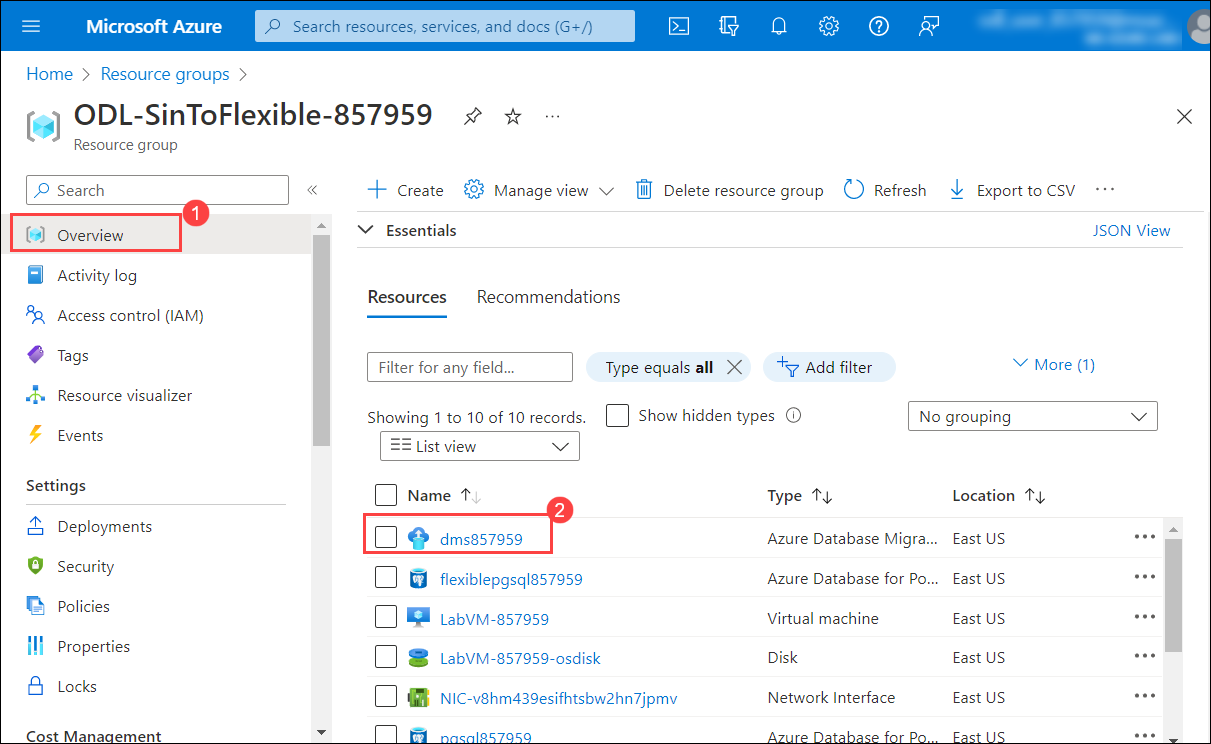 Microsoft Azure
Search resources, services, and docs (G+/)
Home > Resource groups >
ODL-SinToFlexible-857959
Resource group
Search
Create Manage view Delete resource group Refresh Export to CSV
1
Overview
Essentials JSON View
Activity log
Resources Recommendations
Access control (IAM)
Tags
Filter for any field... Type equals all Add filter More (1)
Resource visualizer
Showing 1 to 10 of 10 records. Show hidden types No grouping
Events
List view
Settings
Name Type Location
2
Deployments
dms857959 Azure Database Migra... East US
Security
flexiblepgsql857959 Azure Database for Po... East US
Policies
LabVM-857959 Virtual machine East US
Properties
LabVM-857959-osdisk Disk East US
Locks
NIC-v8hm439esifhtsbw2hn7jpmv Network Interface East US
Cost Management
pgsql857959 Azure Database for Po... East US